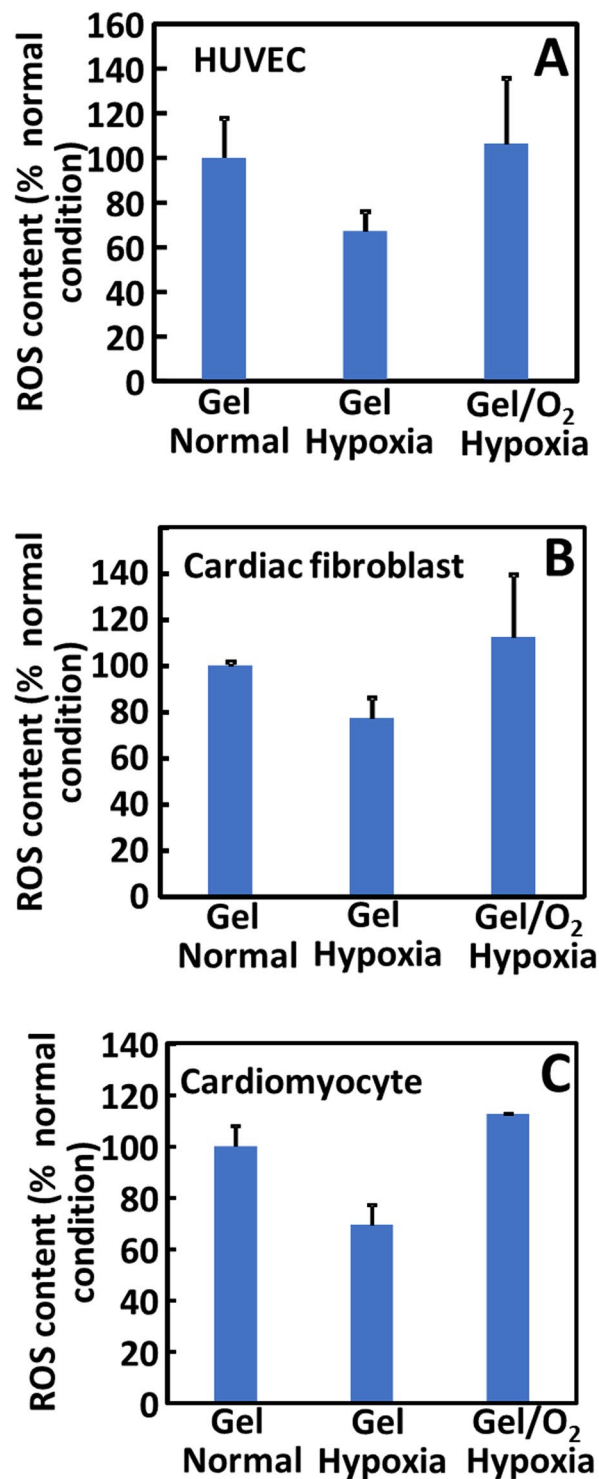 HUVEC
A
ROS content (% normal
condition)
160
140
120
100
80
60
40
20
0
Gel
Normal
Gel
Hypoxia
Gel/O₂
Hypoxia
Cardiac fibroblast
B
ROS content (% normal
condition)
140
120
100
80
60
40
20
0
Gel
Normal
Gel
Hypoxia
Gel/O₂
Hypoxia
Cardiomyocyte
C
ROS content (% normal
condition)
140
120
100
80
60
40
20
0
Gel
Normal
Gel
Hypoxia
Gel/O₂
Hypoxia